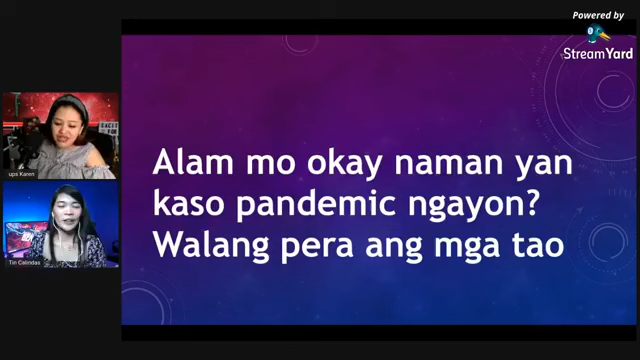 Powered by
StreamYard
ups Karen
Tin Calindas
Alam mo okay naman yan
kaso pandemic ngayon?
Walang pera ang mga tao